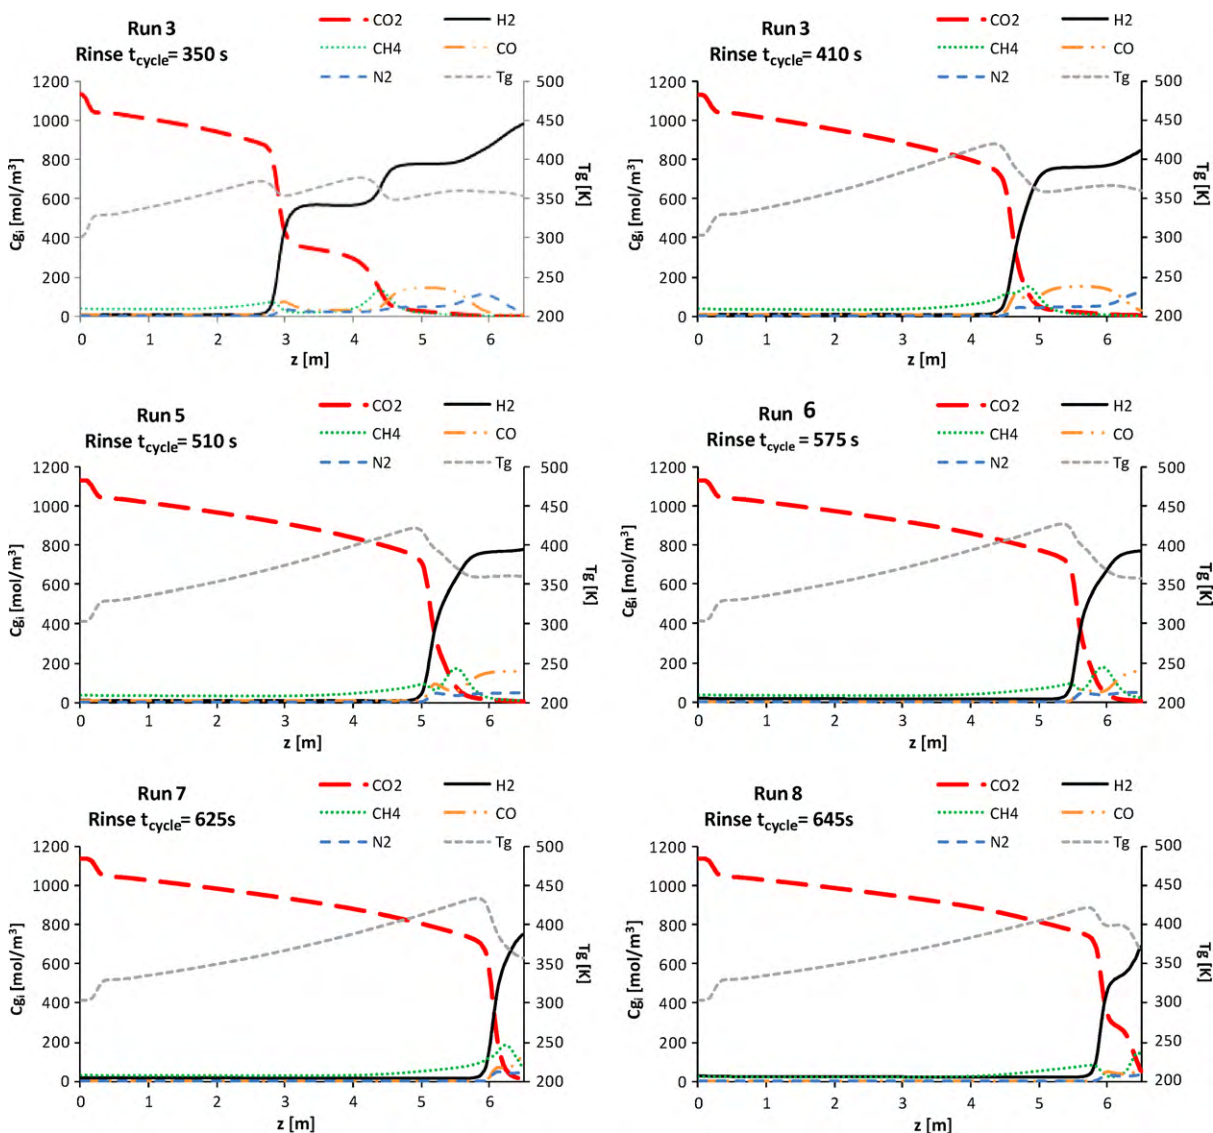 Run 3
Rinse tcycle= 350 s
CO2
H2
CH4
CO
N2
Tg
1200
1000
800
600
400
200
0
500
450
400
350
300
250
200
0 1 2 3 4 5 6
Cgi [mol/m³]
Tg [K]
z [m]
Run 3
Rinse tcycle= 410 s
CO2
H2
CH4
CO
N2
Tg
1200
1000
800
600
400
200
0
500
450
400
350
300
250
200
0 1 2 3 4 5 6
Cgi [mol/m³]
Tg [K]
z [m]
Run 5
Rinse tcycle= 510 s
CO2
H2
CH4
CO
N2
Tg
1200
1000
800
600
400
200
0
500
450
400
350
300
250
200
0 1 2 3 4 5 6
Cgi [mol/m³]
Tg [K]
z [m]
Run 6
Rinse tcycle = 575 s
CO2
H2
CH4
CO
N2
Tg
1200
1000
800
600
400
200
0
500
450
400
350
300
250
200
0 1 2 3 4 5 6
Cgi [mol/m³]
Tg [K]
z [m]
Run 7
Rinse tcycle= 625s
CO2
H2
CH4
CO
N2
Tg
1200
1000
800
600
400
200
0
500
450
400
350
300
250
200
0 1 2 3 4 5 6
Cgi [mol/m³]
Tg [K]
z [m]
Run 8
Rinse tcycle= 645s
CO2
H2
CH4
CO
N2
Tg
1200
1000
800
600
400
200
0
500
450
400
350
300
250
200
0 1 2 3 4 5 6
Cgi [mol/m³]
Tg [K]
z [m]